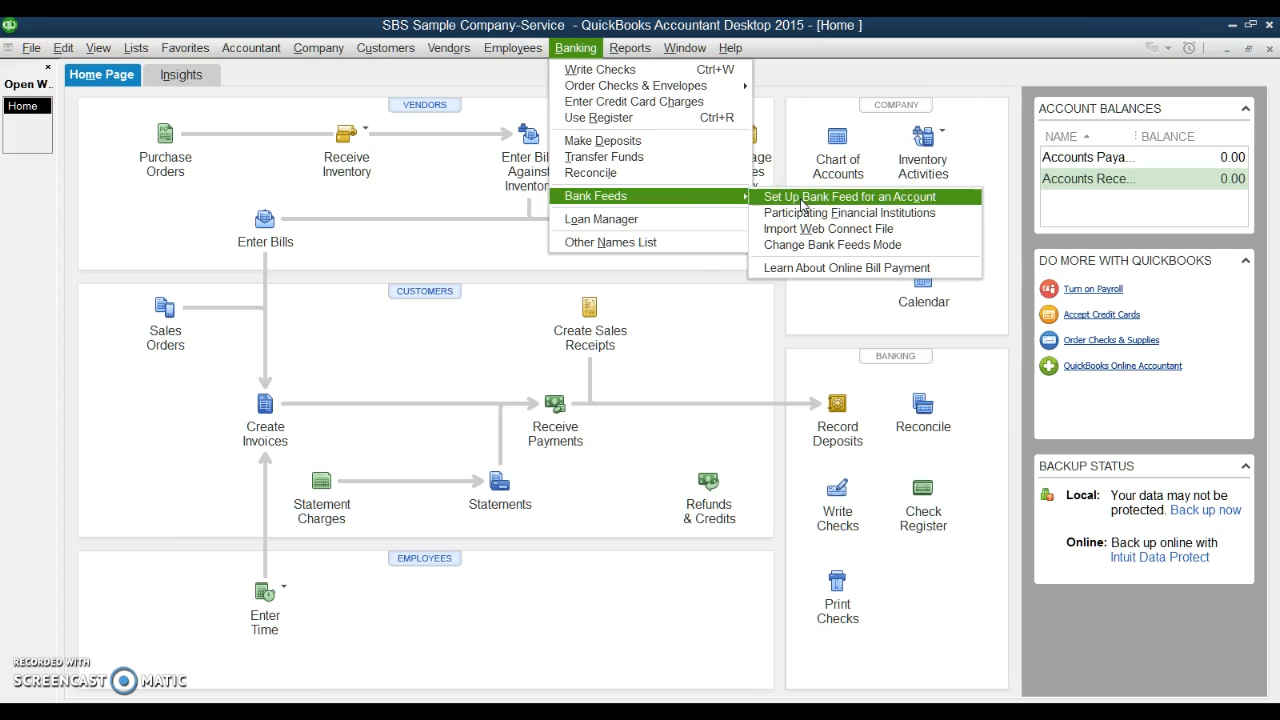 SBS Sample Company-Service - QuickBooks Accountant Desktop 2015 - [Home ]
File Edit View Lists Favorites Accountant Company Customers Vendors Employees Banking Reports Window Help
Open W..
Home
Home Page Insights
Write Checks Ctrl+W
Order Checks & Envelopes
Enter Credit Card Charges
Use Register Ctrl+R
Make Deposits
Transfer Funds
Reconcile
Bank Feeds
Loan Manager
Other Names List
Set Up Bank Feed for an Account
Participating Financial Institutions
Import Web Connect File
Change Bank Feeds Mode
Learn About Online Bill Payment
VENDORS
Purchase
Orders
Receive
Inventory
Enter Bil
Against
Inventor
Enter Bills
CUSTOMERS
Sales
Orders
Create Sales
Receipts
Create
Invoices
Receive
Payments
Statement
Charges
Statements
Refunds
& Credits
EMPLOYEES
Enter
Time
COMPANY
Chart of
Accounts
Inventory
Activities
Calendar
BANKING
Record
Deposits
Reconcile
Write
Checks
Check
Register
Print
Checks
ACCOUNT BALANCES
NAME BALANCE
Accounts Paya... 0.00
Accounts Rece... 0.00
DO MORE WITH QUICKBOOKS
Turn on Payroll
Accept Credit Cards
Order Checks & Supplies
QuickBooks Online Accountant
BACKUP STATUS
Local: Your data may not be
protected. Back up now
Online: Back up online with
Intuit Data Protect
RECORDED WITH
SCREENCAST MATIC